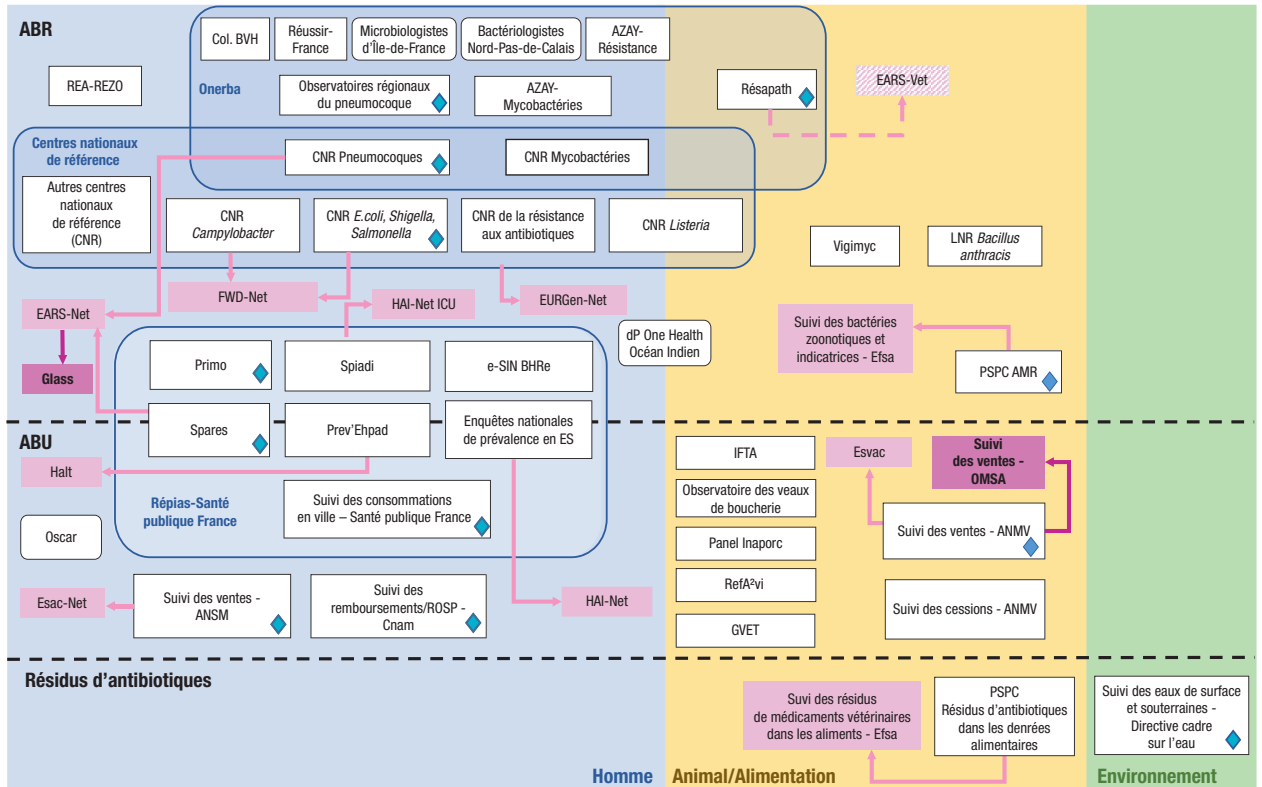 ABR
Col. BVH
Réussir-
France
Microbiologistes
d'Île-de-France
Bactériologistes
Nord-Pas-de-Calais
AZAY-
Résistance
REA-REZO
Onerba
Observatoires régionaux
du pneumocoque
AZAY-
Mycobactéries
Résapath
EARS-Vet
Centres nationaux
de référence
CNR Pneumocoques
CNR Mycobactéries
Autres centres
nationaux
de référence
(CNR)
CNR
Campylobacter
CNR E.coli, Shigella,
Salmonella
CNR de la résistance
aux antibiotiques
CNR Listeria
Vigimyc
LNR Bacillus
anthracis
EARS-Net
FWD-Net
HAI-Net ICU
EURGen-Net
Glass
dP One Health
Océan Indien
Suivi des bactéries
zoonotiques et
indicatrices - Efsa
PSPC AMR
Primo
Spiadi
e-SIN BHRe
Spares
Prev'Ehpad
Enquêtes nationales
de prévalence en ES
ABU
Halt
Répias-Santé
publique France
Suivi des consommations
en ville – Santé publique France
Oscar
IFTA
Observatoire des veaux
de boucherie
Panel Inaporc
RefA²vi
GVET
Esvac
Suivi
des ventes -
OMSA
Suivi des ventes - ANMV
Suivi des cessions - ANMV
Esac-Net
Suivi des ventes -
ANSM
Suivi des
remboursements/ROSP -
Cnam
HAI-Net
Résidus d'antibiotiques
Suvi des résidus
de médicaments vétérinaires
dans les aliments - Efsa
PSPC
Résidus d'antibiotiques
dans les denrées
alimentaires
Suivi des eaux de surface
et souterraines -
Directive cadre
sur l'eau
Homme
Animal/Alimentation
Environnement